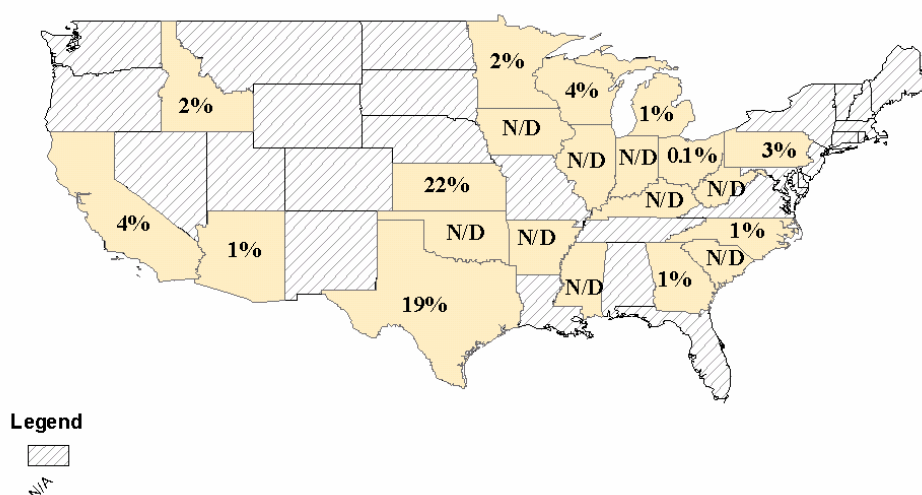 2%
2%
4%
1%
N/D
N/D
N/D
0.1%
3%
22%
N/D
N/D
4%
1%
N/D
N/D
1%
N/D
19%
N/D
1%
Legend
N/A